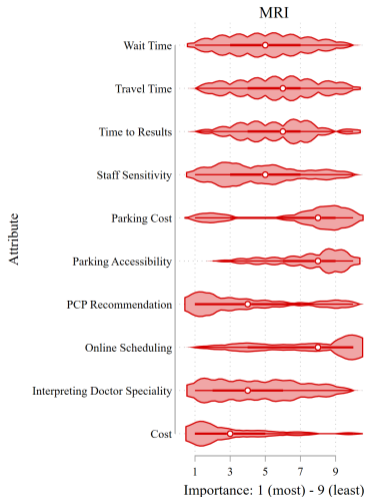 MRI
Wait Time
Travel Time
Time to Results
Staff Sensitivity
Parking Cost
Parking Accessibility
PCP Recommendation
Online Scheduling
Interpreting Doctor Speciality
Cost
Attribute
1 3 5 7 9
Importance: 1 (most) - 9 (least)